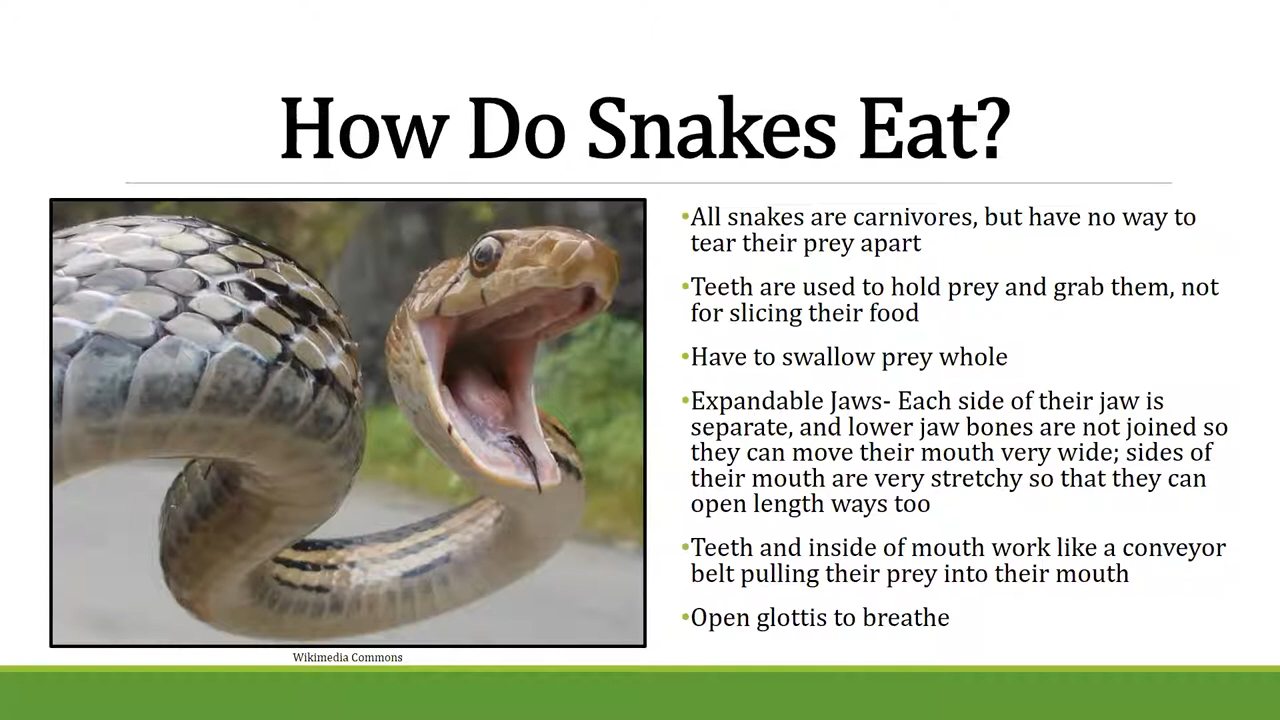 How Do Snakes Eat?
•All snakes are carnivores, but have no way to
tear their prey apart
•Teeth are used to hold prey and grab them, not
for slicing their food
•Have to swallow prey whole
•Expandable Jaws- Each side of their jaw is
separate, and lower jaw bones are not joined so
they can move their mouth very wide; sides of
their mouth are very stretchy so that they can
open length ways too
•Teeth and inside of mouth work like a conveyor
belt pulling their prey into their mouth
•Open glottis to breathe
Wikimedia Commons